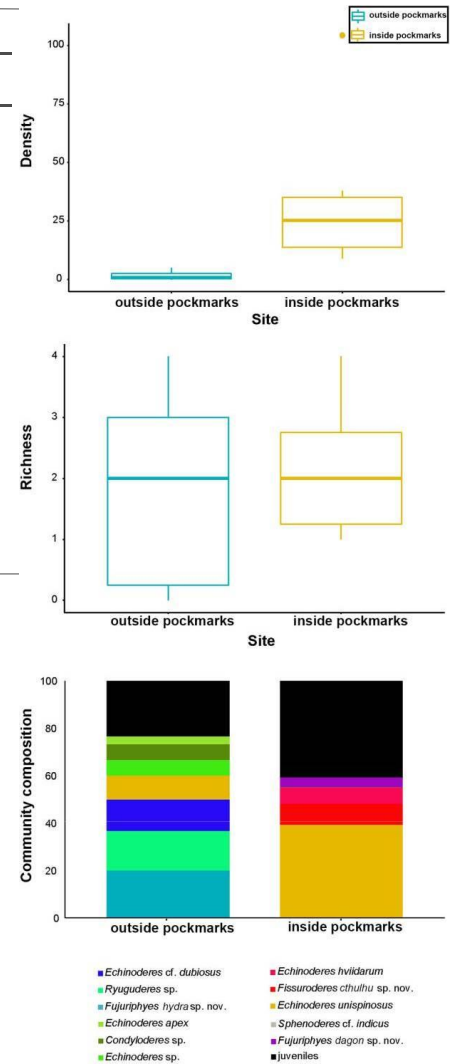 outside pockmarks
inside pockmarks
100
75
50
25
0
Density
outside pockmarks inside pockmarks
Site
4
3
2
1
0
Richness
outside pockmarks inside pockmarks
Site
100
80
60
40
20
0
Community composition
outside pockmarks inside pockmarks
Echinoderes cf. dubiosus
Ryuguderes sp.
Fujuriphyes hydra sp. nov.
Echinoderes apex
Condyloderes sp.
Echinoderes sp.
Echinoderes hviidarum
Fissuroderes cthulhu sp. nov.
Echinoderes unispinosus
Sphenoderes cf. indicus
Fujuriphyes dagon sp. nov.
juveniles